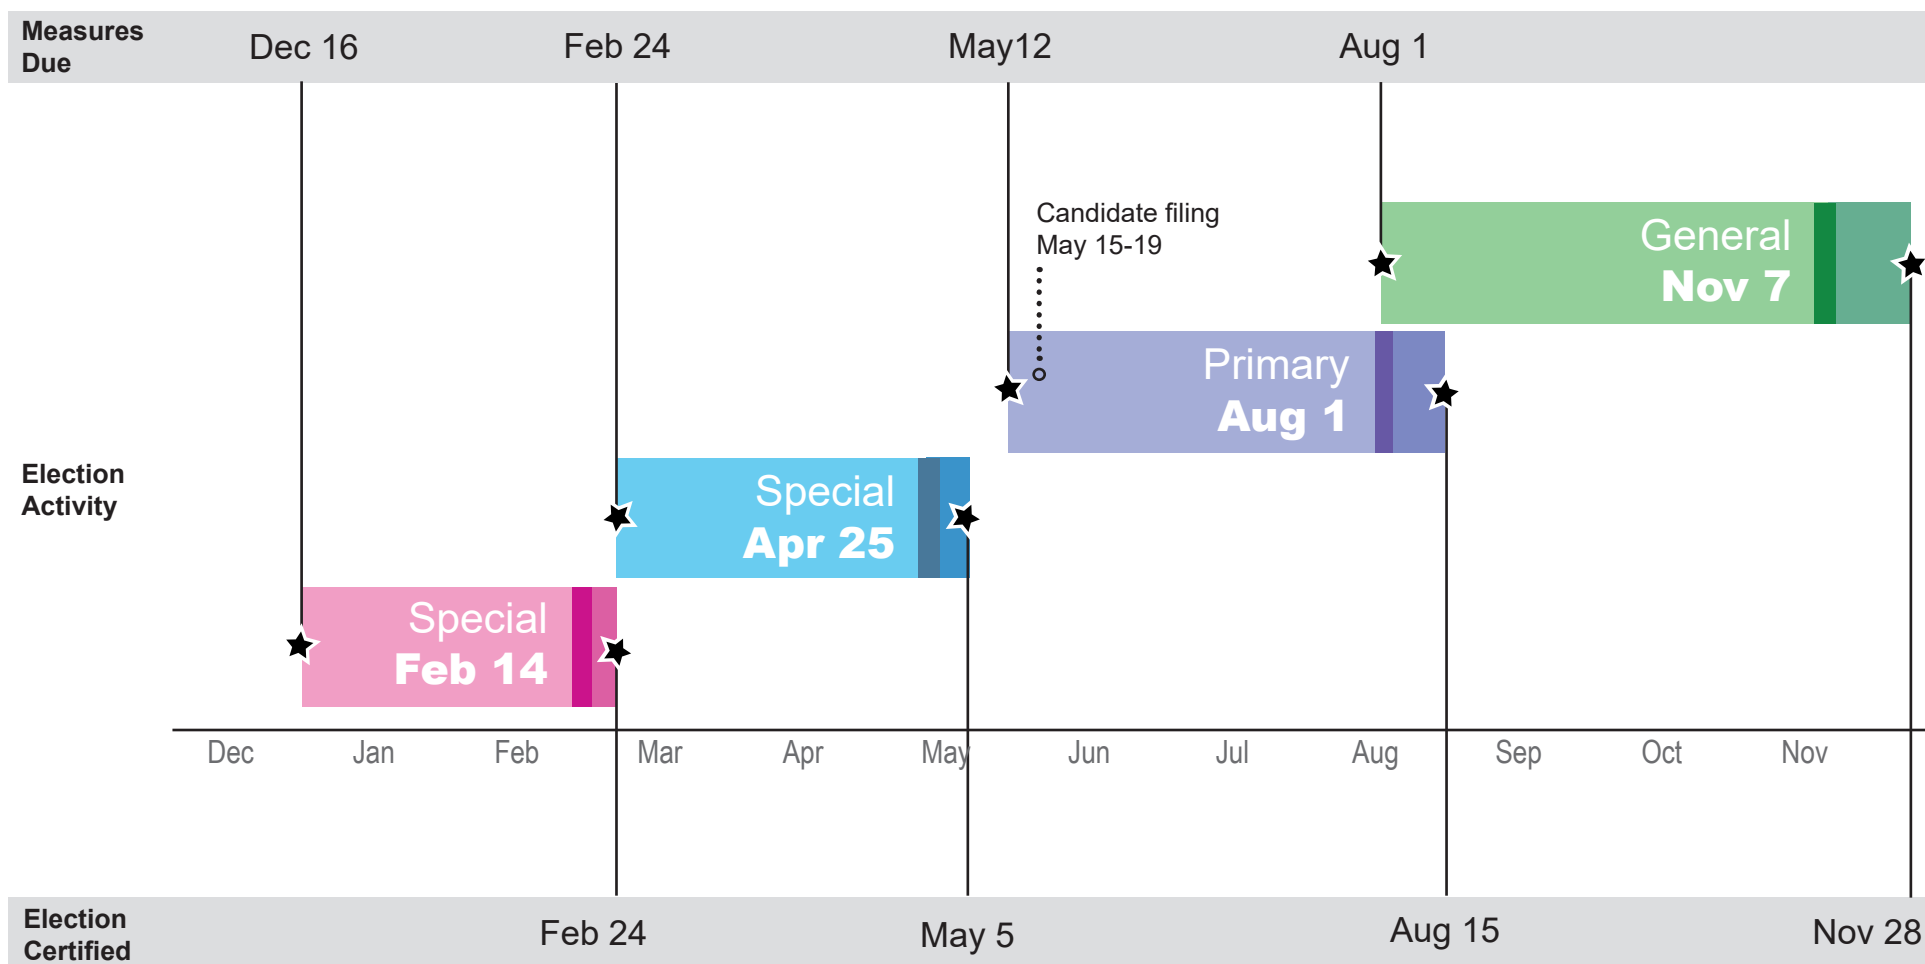 Measures
Due
Dec 16
Feb 24
May12
Aug 1
Candidate filing
May 15-19
General
Nov 7
Primary
Aug 1
Election
Activity
Special
Apr 25
Special
Feb 14
Dec
Jan
Feb
Mar
Apr
May
Jun
Jul
Aug
Sep
Oct
Nov
Election
Certified
Feb 24
May 5
Aug 15
Nov 28